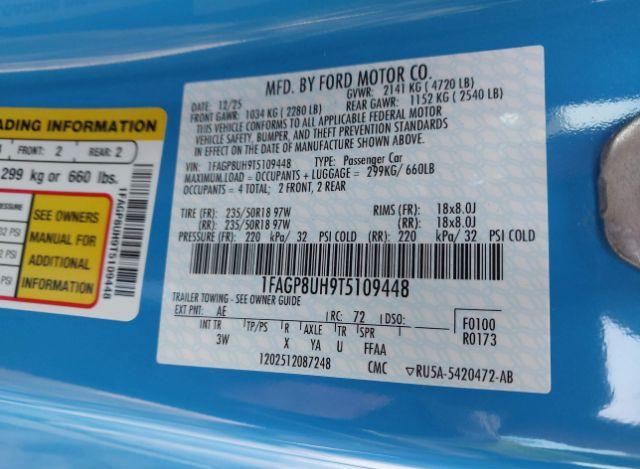 MFD. BY FORD MOTOR CO.
DATE: 12/25 GVWR: 2141 KG ( 4720 LB)
FRONT GAWR: 1034 KG ( 2280 LB) REAR GAWR: 1152 KG ( 2540 LB)
THIS VEHICLE CONFORMS TO ALL APPLICABLE FEDERAL MOTOR
VEHICLE SAFETY, BUMPER, AND THEFT PREVENTION STANDARDS
IN EFFECT ON THE DATE OF MANUFACTURE SHOWN ABOVE.
VIN: 1FAGP8UH9T5109448 TYPE: Passenger Car
MAXIMUM LOAD = OCCUPANTS + LUGGAGE = 299KG/ 660LB
OCCUPANTS = 4 TOTAL: 2 FRONT, 2 REAR
TIRE (FR): 235/50R18 97W RIMS (FR): 18x8.0J
(RR): 235/50R18 97W (RR): 18x8.0J
PRESSURE (FR): 220 kPa/ 32 PSI COLD (RR): 220 kPa/ 32 PSI COLD
1FAGP8UH9T5109448
TRAILER TOWING - SEE OWNER GUIDE
EXT PNT: AE RC: 72 DSO: F0100
INT TR TP/PS R AXLE TR SPR R0173
3W X YA U FFAA
1202512087248 CMC ▽RU5A-5420472-AB
ADING INFORMATION
FRONT: 2 REAR: 2
299 kg or 660 lbs.
PRESSURE
32 PSI
PSI
SEE OWNERS
MANUAL FOR
ADDITIONAL
INFORMATION
1FAGP8UH9T5109448